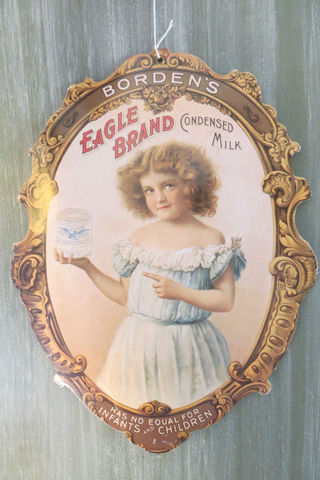 BORDEN'S
EAGLE
BRAND
CONDENSED
MILK
HAS NO EQUAL FOR
INFANTS AND CHILDREN